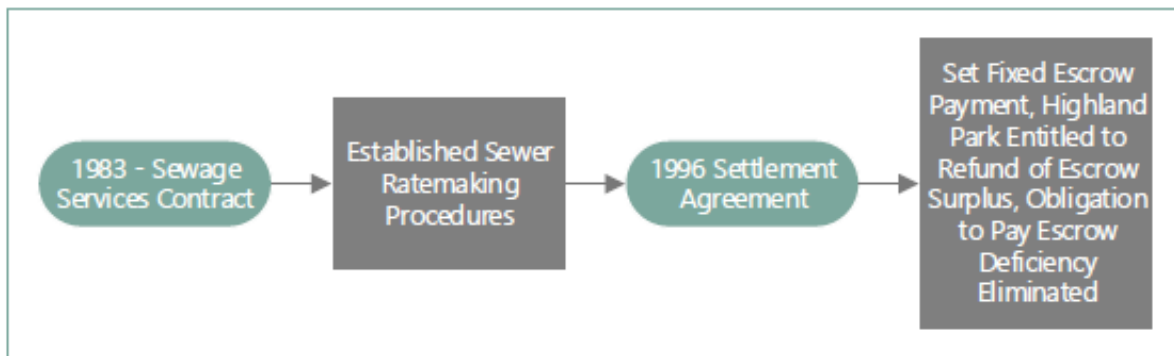 1983 - Sewage
Services Contract
Established Sewer
Ratemaking
Procedures
1996 Settlement
Agreement
Set Fixed Escrow
Payment, Highland
Park Entitled to
Refund of Escrow
Surplus, Obligation
to Pay Escrow
Deficiency
Eliminated